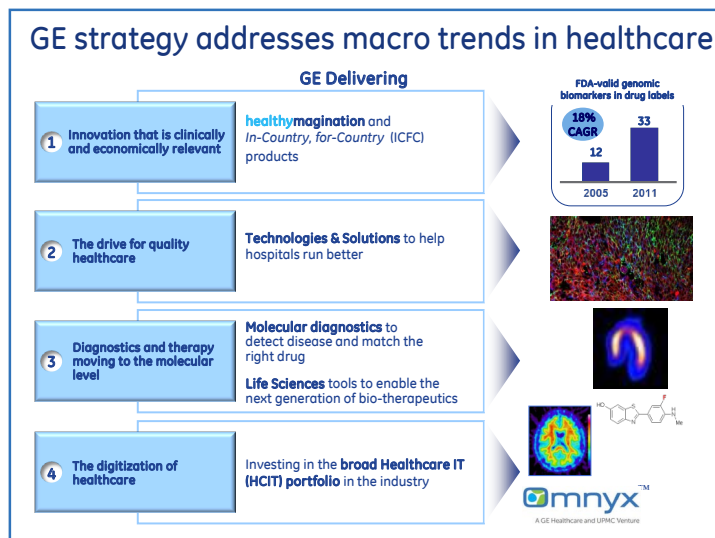 GE strategy addresses macro trends in healthcare
GE Delivering
1
Innovation that is clinically
and economically relevant
healthymagination and
In-Country, for-Country (ICFC)
products
FDA-valid genomic
biomarkers in drug labels
18%
CAGR
12
33
2005
2011
2
The drive for quality
healthcare
Technologies & Solutions to help
hospitals run better
3
Diagnostics and therapy
moving to the molecular
level
Molecular diagnostics to
detect disease and match the
right drug
Life Sciences tools to enable the
next generation of bio-therapeutics
HO
S
N
F
H
N
Me
4
The digitization of
healthcare
Investing in the broad Healthcare IT
(HCIT) portfolio in the industry
Omnyx™
A GE Healthcare and UPMC Venture